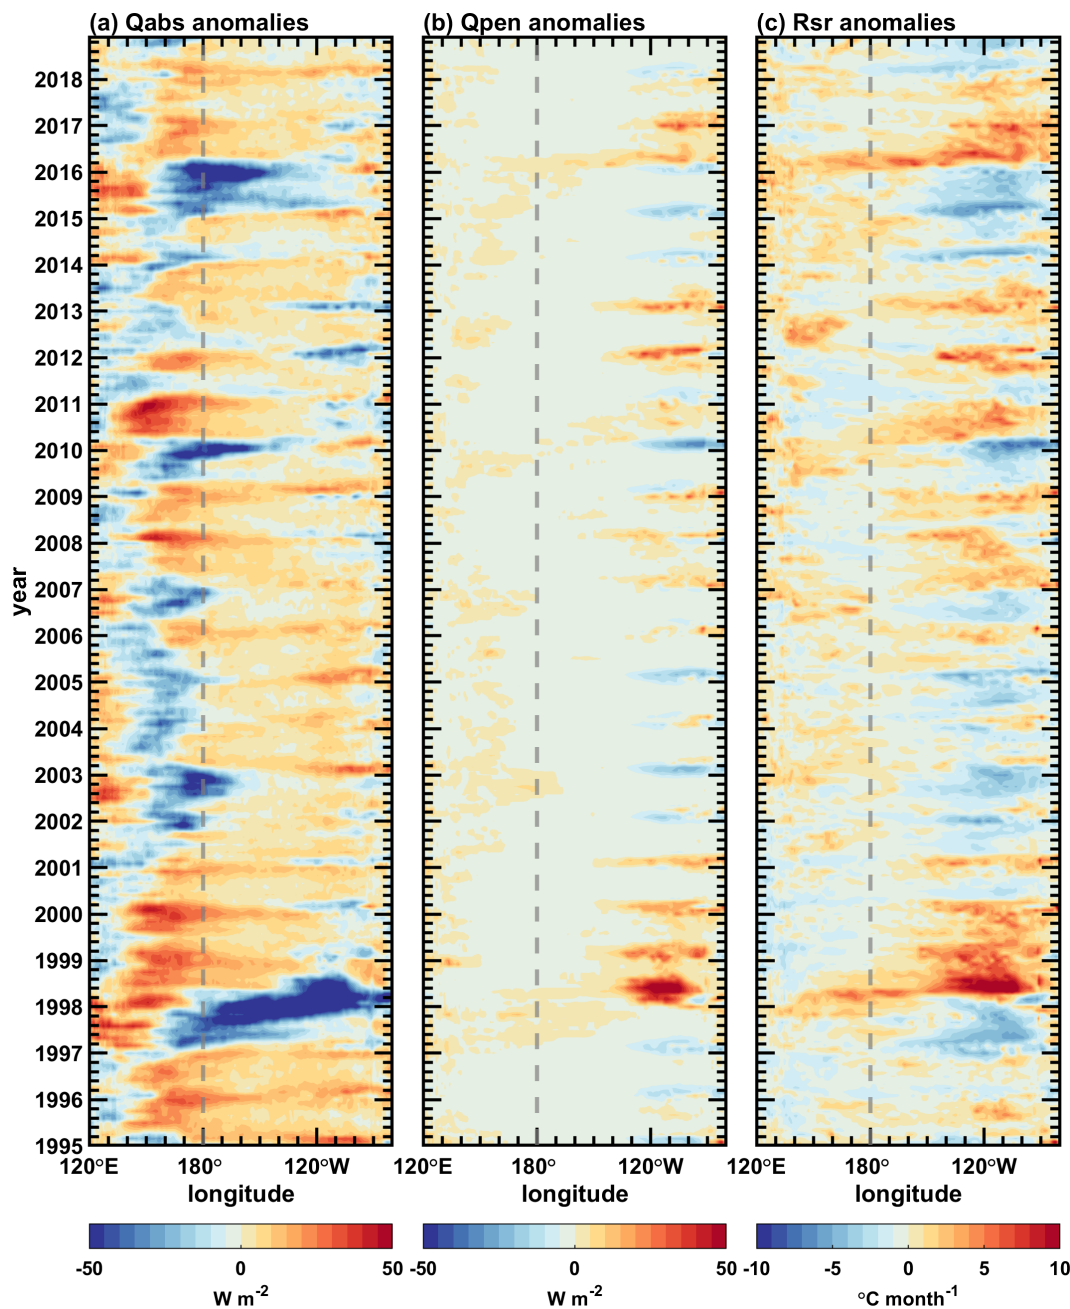 (a) Qabs anomalies
(b) Qpen anomalies
(c) Rsr anomalies
year
2018
2017
2016
2015
2014
2013
2012
2011
2010
2009
2008
2007
2006
2005
2004
2003
2002
2001
2000
1999
1998
1997
1996
1995
120°E 180° 120°W
120°E 180° 120°W
120°E 180° 120°W
longitude
longitude
longitude
-50 0 50
-50 0 50
-10 -5 0 5 10
W m-2
W m-2
°C month-1